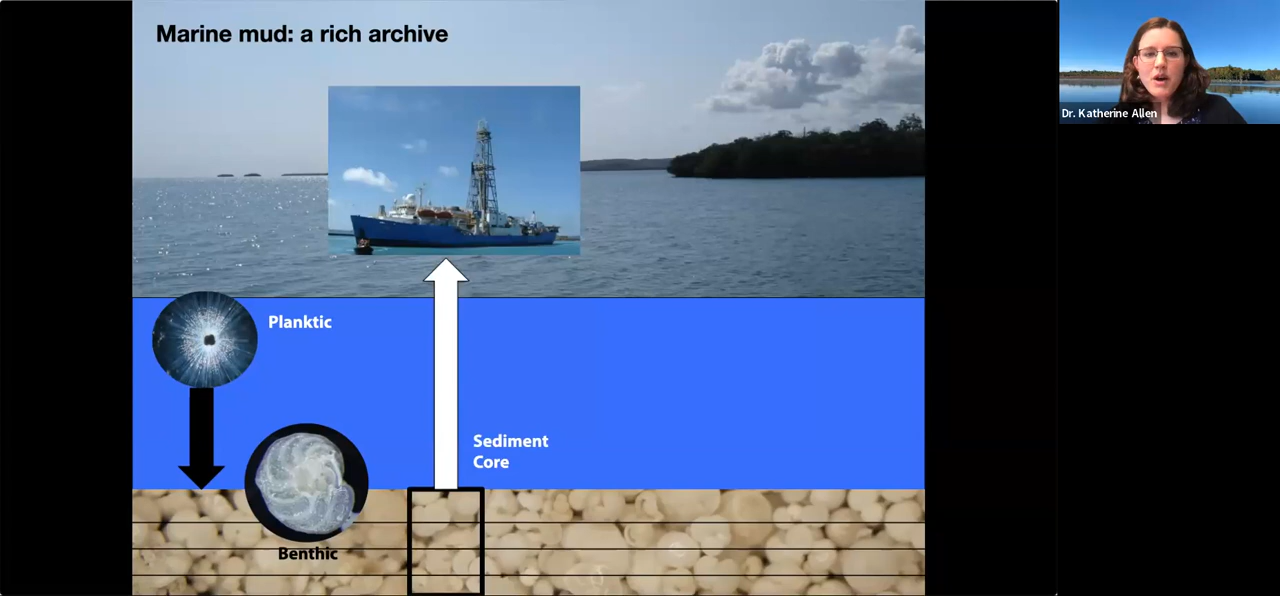 Marine mud: a rich archive
Dr. Katherine Allen
Planktic
Sediment
Core
Benthic